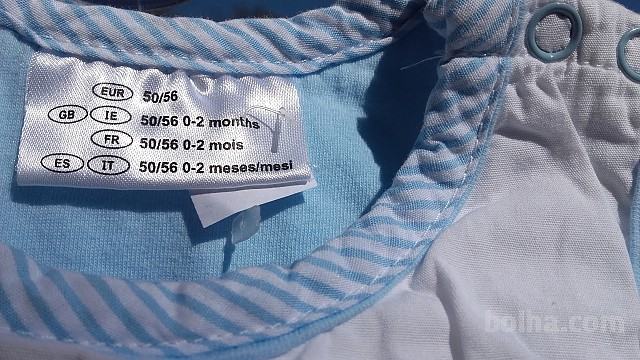 EUR 50/56
GB IE 50/56 0-2 months
FR 50/56 0-2 mois
ES IT 50/56 0-2 meses/mesi
bolha.com